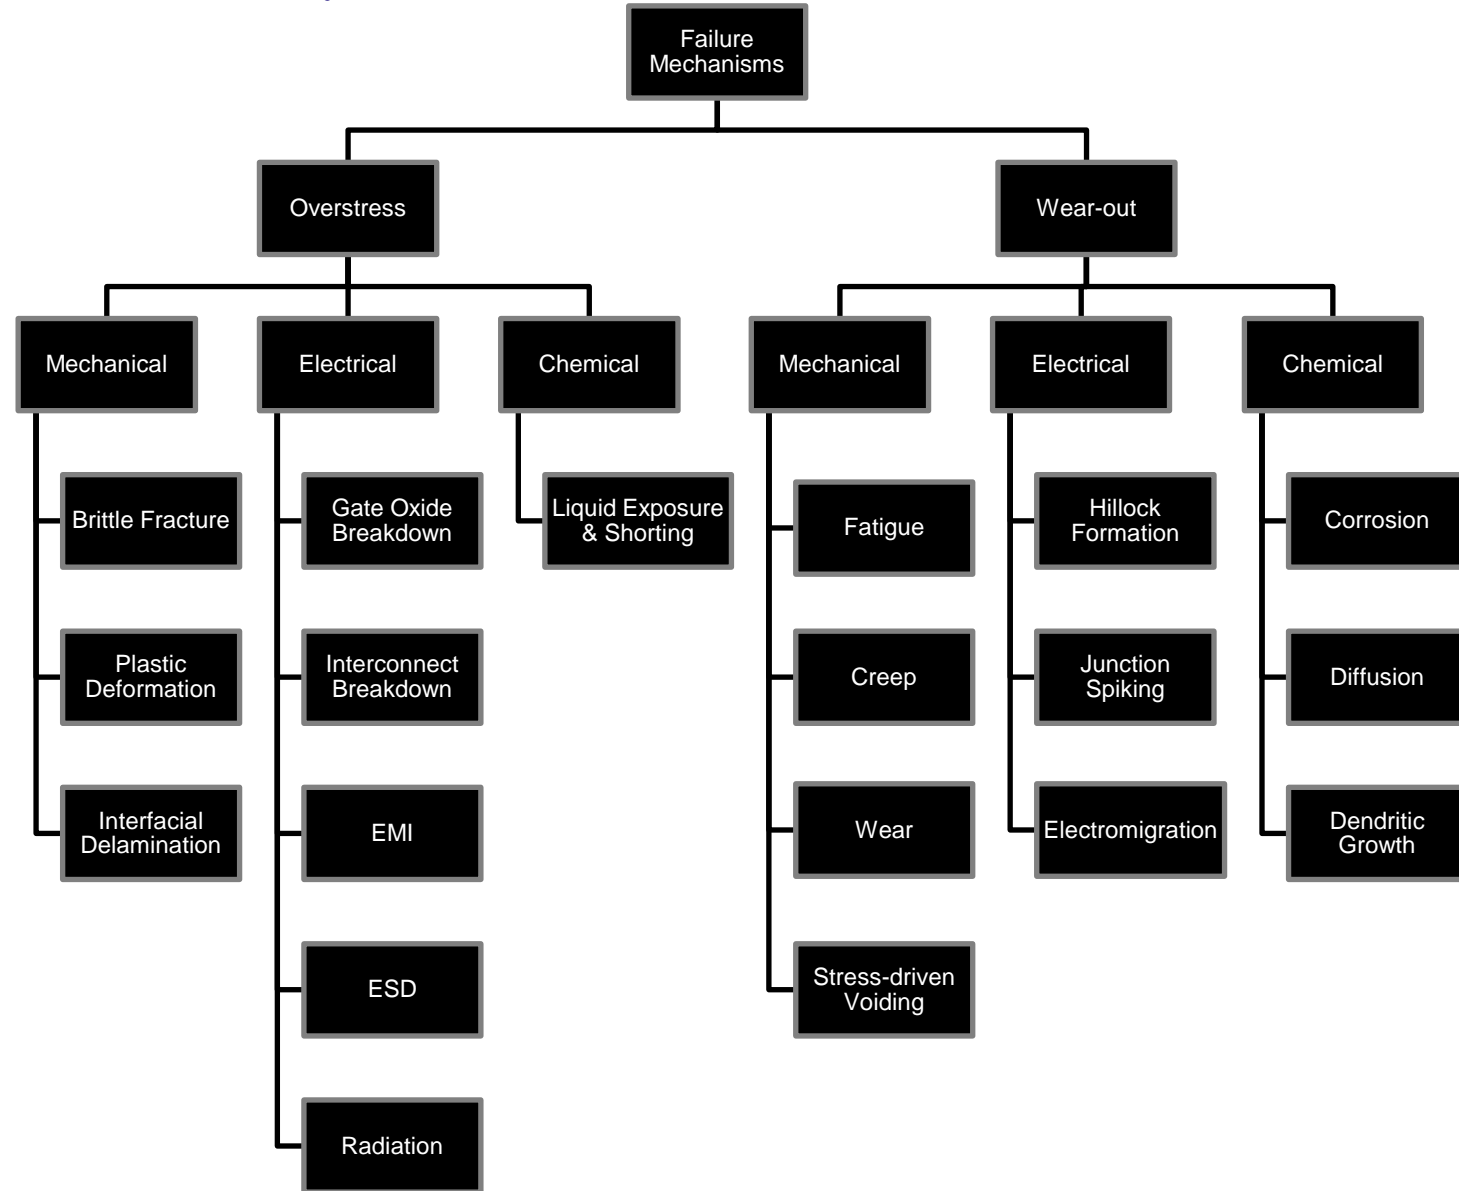 Failure
Mechanisms
Overstress
Wear-out
Mechanical
Electrical
Chemical
Mechanical
Electrical
Chemical
Brittle Fracture
Gate Oxide
Breakdown
Liquid Exposure
& Shorting
Fatigue
Hillock
Formation
Corrosion
Plastic
Deformation
Interconnect
Breakdown
Creep
Junction
Spiking
Diffusion
Interfacial
Delamination
EMI
Wear
Electromigration
Dendritic
Growth
ESD
Stress-driven
Voiding
Radiation